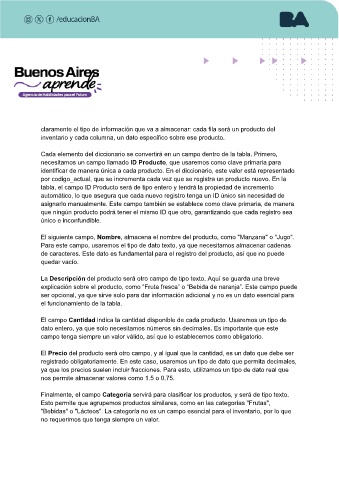 /educacionBA
BA
Buenos Aires
aprende
Agencia de Habilidades para el Futuro
claramente el tipo de información que va a almacenar: cada fila será un producto del
inventario y cada columna, un dato específico sobre ese producto.
Cada elemento del diccionario se convertirá en un campo dentro de la tabla. Primero,
necesitamos un campo llamado ID Producto, que usaremos como clave primaria para
identificar de manera única a cada producto. En el diccionario, este valor está representado
por codigo_actual, que se incrementa cada vez que se registra un producto nuevo. En la
tabla, el campo ID Producto será de tipo entero y tendrá la propiedad de incremento
automático, lo que asegura que cada nuevo registro tenga un ID único sin necesidad de
asignarlo manualmente. Este campo también se establece como clave primaria, de manera
que ningún producto podrá tener el mismo ID que otro, garantizando que cada registro sea
único e inconfundible.
El siguiente campo, Nombre, almacena el nombre del producto, como "Manzana" o "Jugo".
Para este campo, usaremos el tipo de dato texto, ya que necesitamos almacenar cadenas
de caracteres. Este dato es fundamental para el registro del producto, así que no puede
quedar vacío.
La Descripción del producto será otro campo de tipo texto. Aquí se guarda una breve
explicación sobre el producto, como "Fruta fresca" o "Bebida de naranja". Este campo puede
ser opcional, ya que sirve solo para dar información adicional y no es un dato esencial para
el funcionamiento de la tabla.
El campo Cantidad indica la cantidad disponible de cada producto. Usaremos un tipo de
dato entero, ya que solo necesitamos números sin decimales. Es importante que este
campo tenga siempre un valor válido, así que lo establecemos como obligatorio.
El Precio del producto será otro campo, y al igual que la cantidad, es un dato que debe ser
registrado obligatoriamente. En este caso, usaremos un tipo de dato que permita decimales,
ya que los precios suelen incluir fracciones. Para esto, utilizamos un tipo de dato real que
nos permite almacenar valores como 1.5 o 0.75.
Finalmente, el campo Categoría servirá para clasificar los productos, y será de tipo texto.
Esto permite que agrupemos productos similares, como en las categorías "Frutas",
"Bebidas" o "Lácteos". La categoría no es un campo esencial para el inventario, por lo que
no requerimos que tenga siempre un valor.